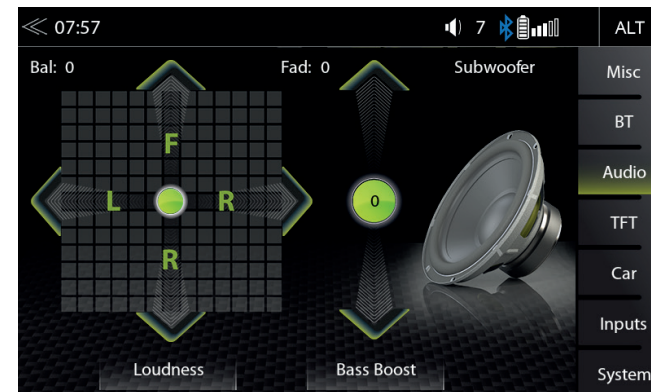 07:57
7
ALT
Bal: 0
Fad: 0
Subwoofer
Misc
BT
Audio
TFT
Car
Inputs
System
F
L
R
R
0
Loudness
Bass Boost